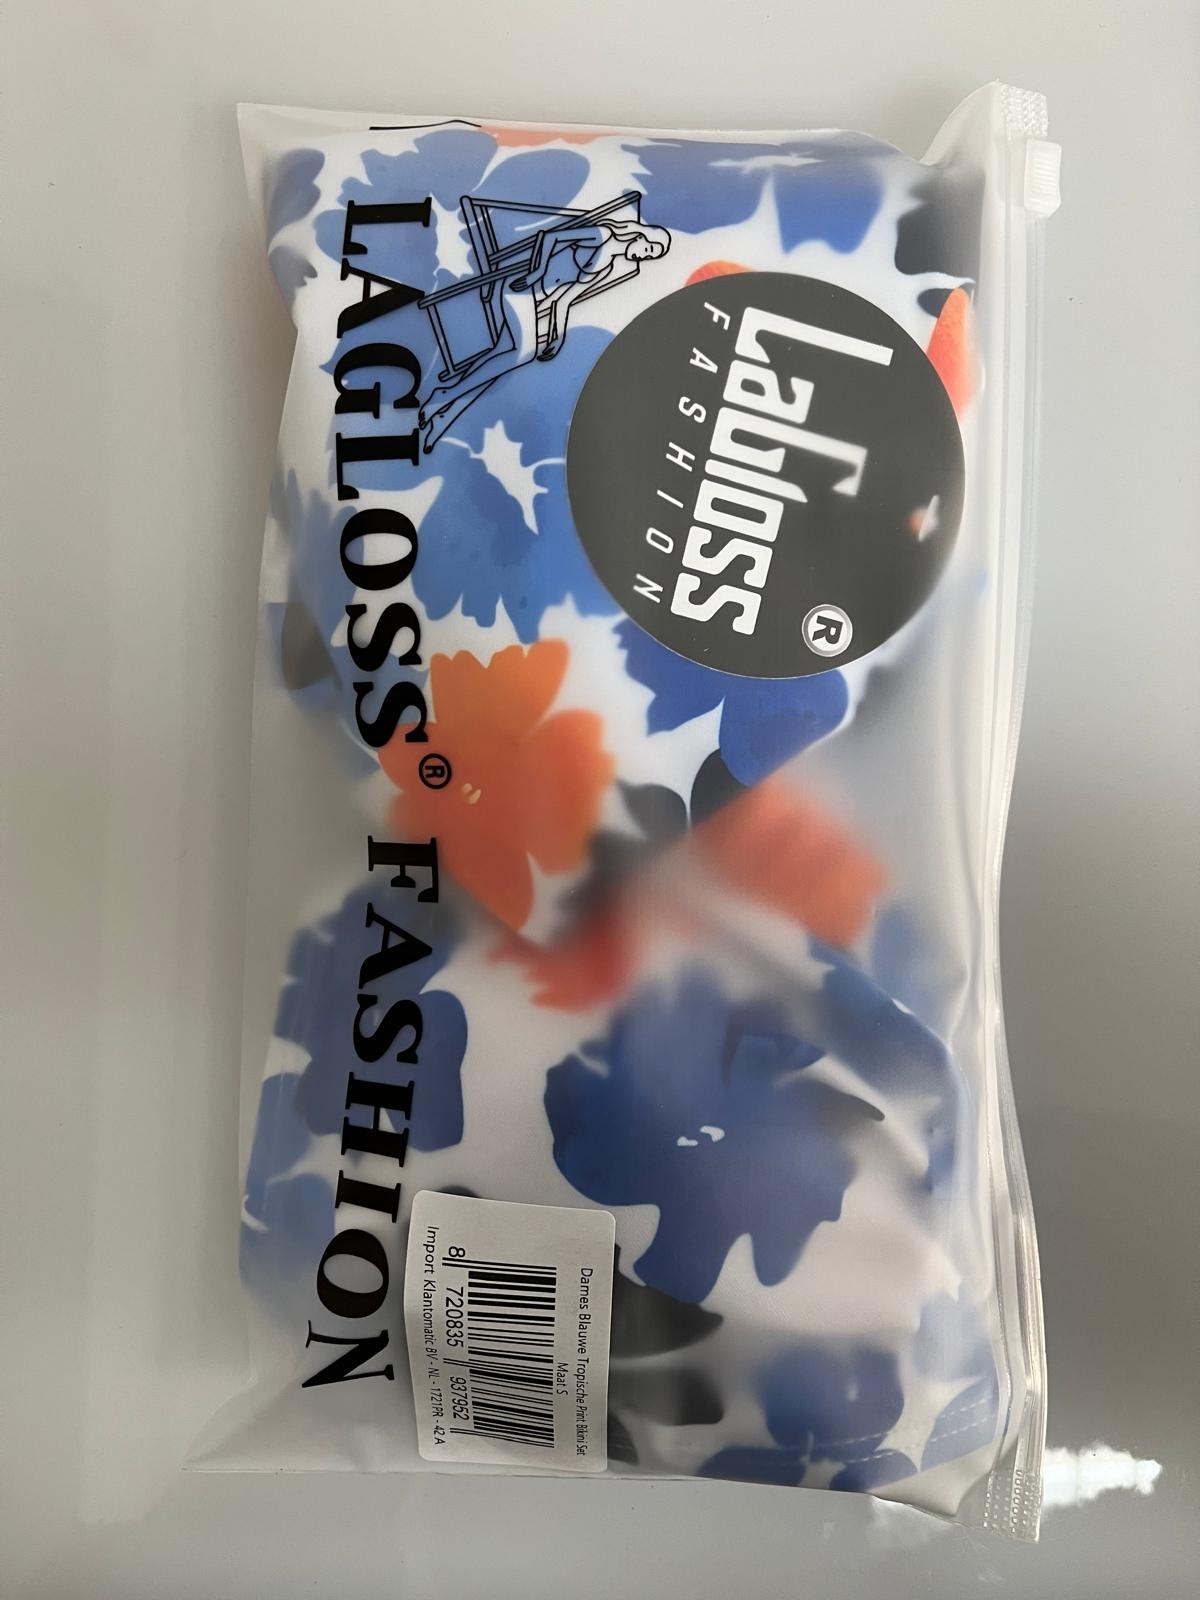 LaGloss
FASHION
®
LAGLOSS® FASHION
Dames Blauwe Tropische Print Bikini Set
Maat S
8 720835 937952
Import Klantomatic BV - NL - 1721PR - 42 A